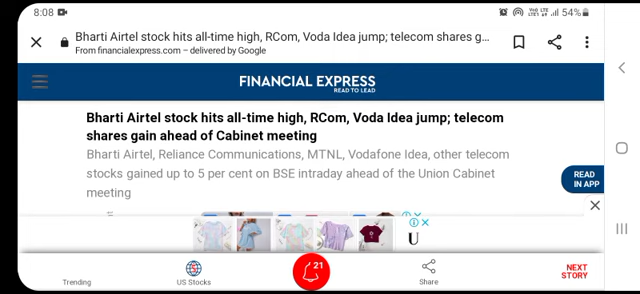 8:08 54%
Bharti Airtel stock hits all-time high, RCom, Voda Idea jump; telecom shares g...
From financialexpress.com – delivered by Google
FINANCIAL EXPRESS
READ TO LEAD
Bharti Airtel stock hits all-time high, RCom, Voda Idea jump; telecom
shares gain ahead of Cabinet meeting
Bharti Airtel, Reliance Communications, MTNL, Vodafone Idea, other telecom
stocks gained up to 5 per cent on BSE intraday ahead of the Union Cabinet
meeting
READ
IN APP
U
21
Trending
US Stocks
Share
NEXT
STORY